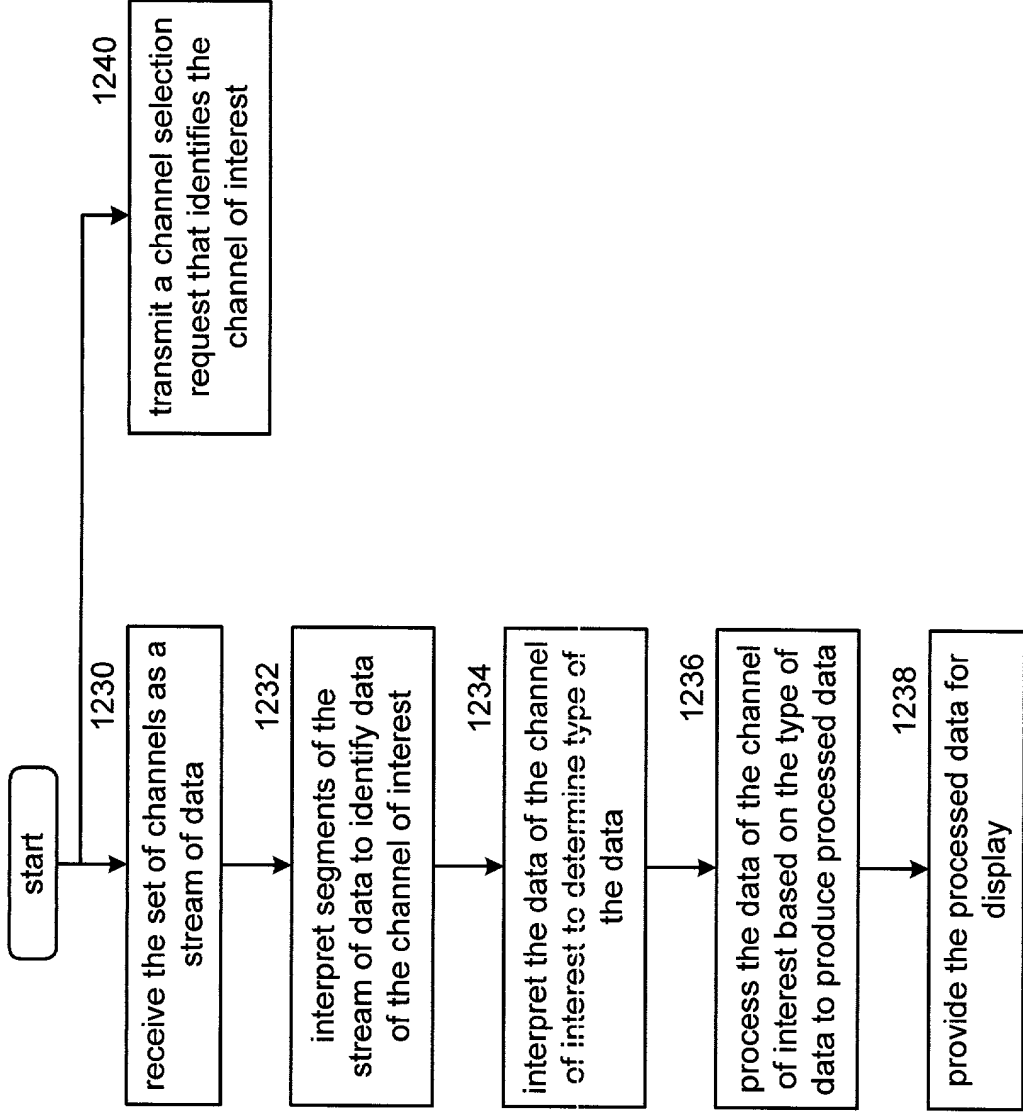 start
1230
receive the set of channels as a
stream of data
1232
interpret segments of the
stream of data to identify data
of the channel of interest
1234
interpret the data of the channel
of interest to determine type of
the data
1236
process the data of the channel
of interest based on the type of
data to produce processed data
1238
provide the processed data for
display
1240
transmit a channel selection
request that identifies the
channel of interest